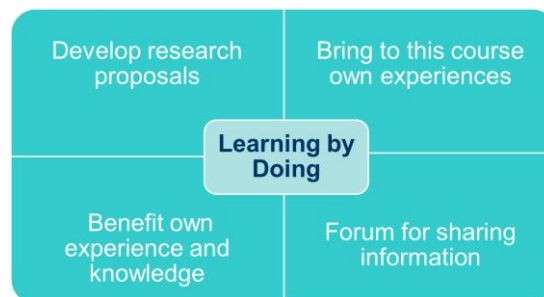 Develop research
proposals
Bring to this course
own experiences
Learning by
Doing
Benefit own
experience and
knowledge
Forum for sharing
information